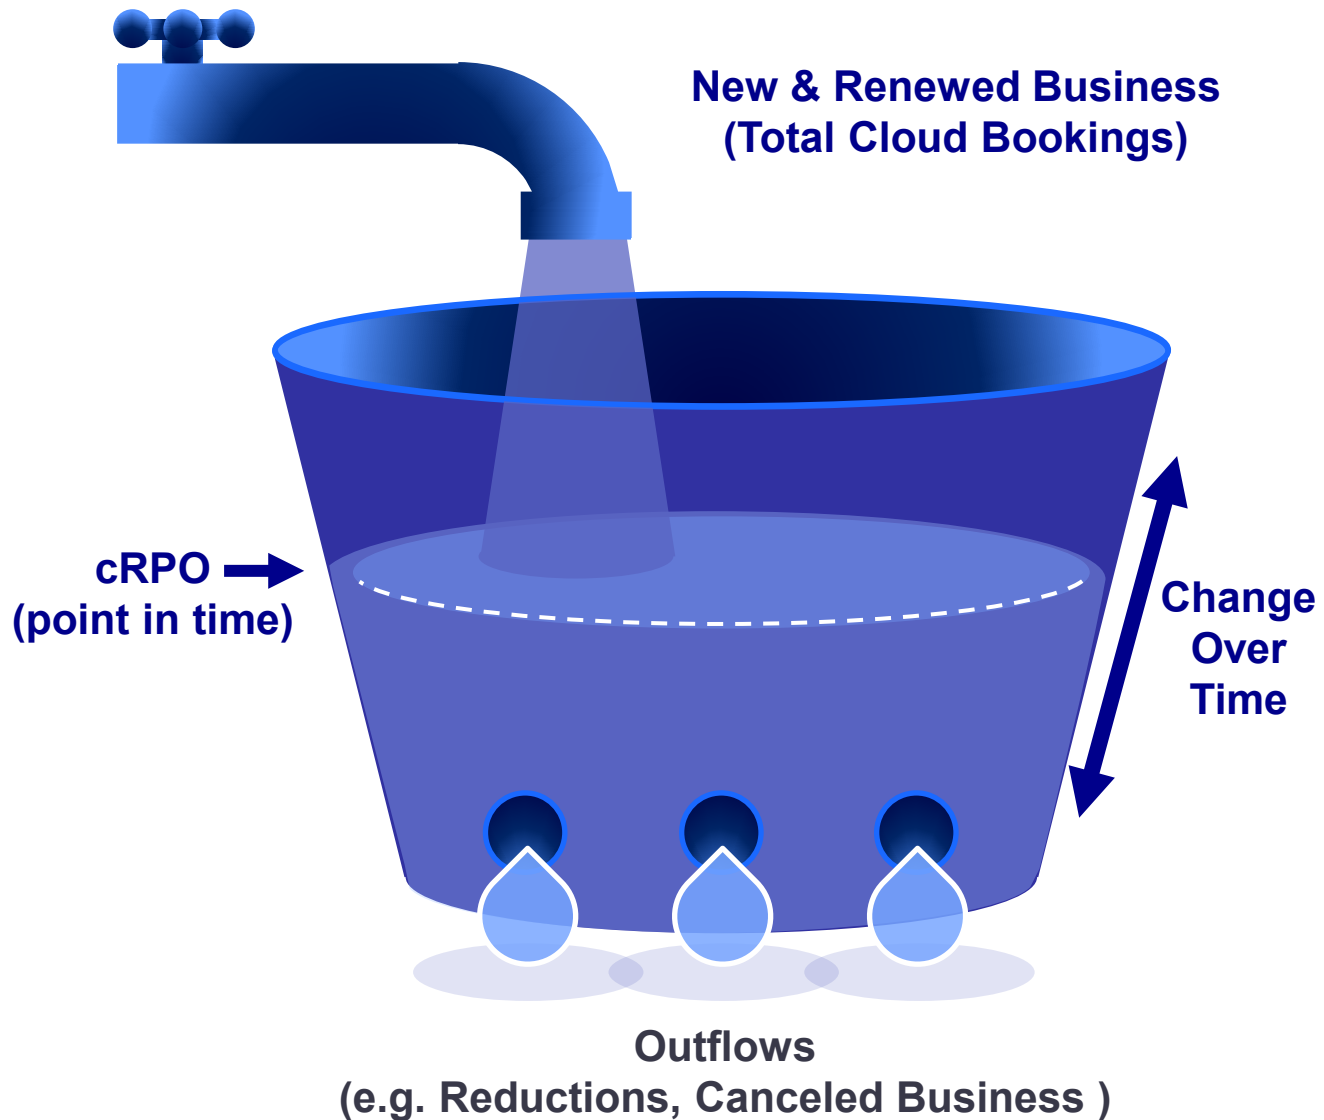 New & Renewed Business
(Total Cloud Bookings)
cRPO
(point in time)
Change
Over
Time
Outflows
(e.g. Reductions, Canceled Business )